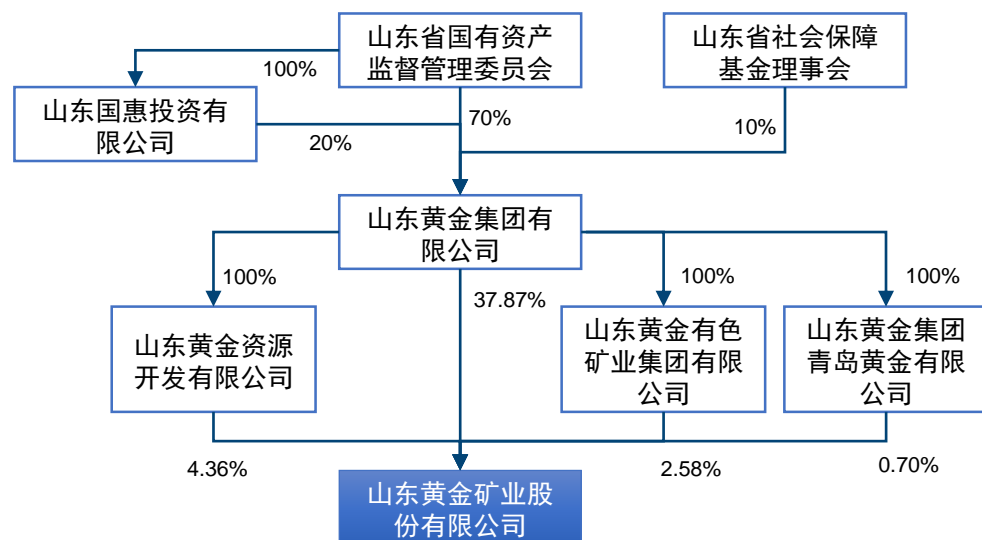 山东省国有资产
监督管理委员会
山东省社会保障
基金理事会
100%
山东国惠投资有
限公司
20%
70%
10%
山东黄金集团有
限公司
100%
37.87%
100%
100%
山东黄金资源
开发有限公司
山东黄金有色
矿业集团有限
公司
山东黄金集团
青岛黄金有限
公司
4.36%
2.58%
0.70%
山东黄金矿业股
份有限公司